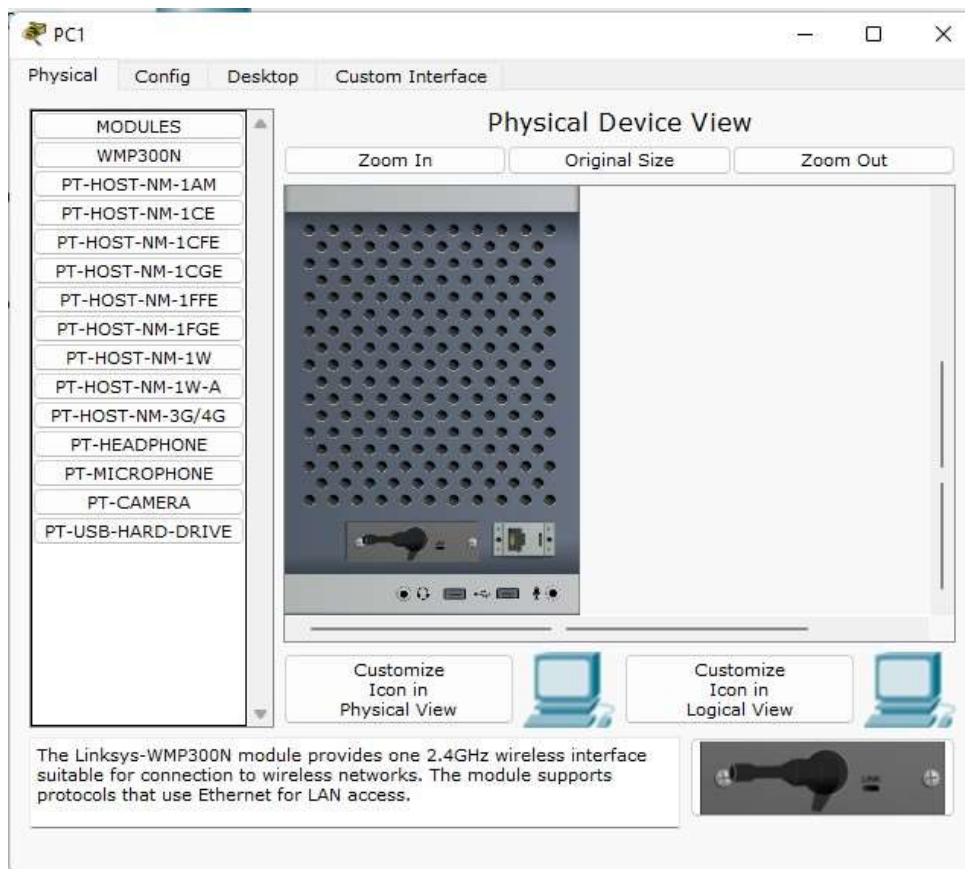 PC1
Physical Config Desktop Custom Interface
MODULES
WMP300N
PT-HOST-NM-1AM
PT-HOST-NM-1CE
PT-HOST-NM-1CFE
PT-HOST-NM-1CGE
PT-HOST-NM-1FFE
PT-HOST-NM-1FGE
PT-HOST-NM-1W
PT-HOST-NM-1W-A
PT-HOST-NM-3G/4G
PT-HEADPHONE
PT-MICROPHONE
PT-CAMERA
PT-USB-HARD-DRIVE
Physical Device View
Zoom In Original Size Zoom Out
Customize
Icon in
Physical View
Customize
Icon in
Logical View
The Linksys-WMP300N module provides one 2.4GHz wireless interface
suitable for connection to wireless networks. The module supports
protocols that use Ethernet for LAN access.
LINK